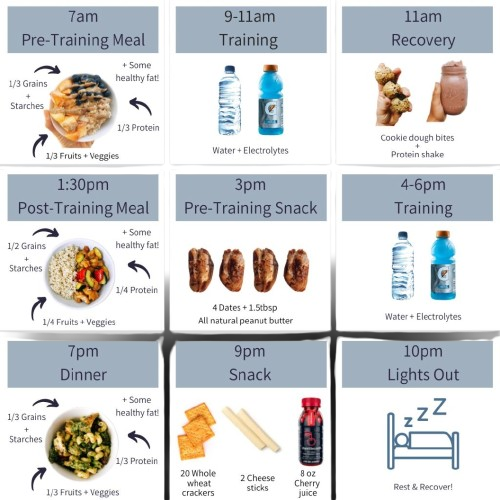 7am
Pre-Training Meal
+ Some
healthy fat!
1/3 Grains
+
Starches
1/3 Protein
1/3 Fruits + Veggies
9-11am
Training
Water + Electrolytes
11am
Recovery
Cookie dough bites
+
Protein shake
1:30pm
Post-Training Meal
+ Some
healthy fat!
1/2 Grains
+
Starches
1/4 Protein
1/4 Fruits + Veggies
3pm
Pre-Training Snack
4 Dates + 1.5tbsp
All natural peanut butter
4-6pm
Training
Water + Electrolytes
7pm
Dinner
+ Some
healthy fat!
1/3 Grains
+
Starches
1/3 Protein
1/3 Fruits + Veggies
9pm
Snack
20 Whole
wheat
crackers
2 Cheese
sticks
8 oz
Cherry
juice
10pm
Lights Out
z z Z Z
Rest & Recover!